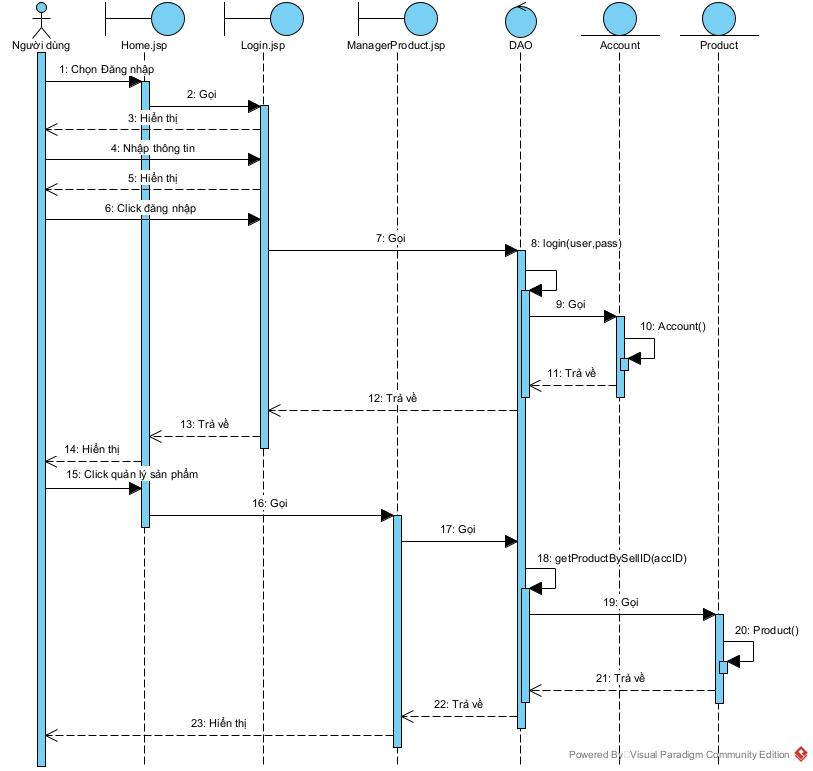 Người dùng
Home.jsp
Login.jsp
ManagerProduct.jsp
DAO
Account
Product
1: Chọn Đăng nhập
2: Gọi
3: Hiển thị
4: Nhập thông tin
5: Hiển thị
6: Click đăng nhập
7: Gọi
8: login(user,pass)
9: Gọi
10: Account()
11: Trả về
12: Trả về
13: Trả về
14: Hiển thị
15: Click quản lý sản phẩm
16: Gọi
17: Gọi
18: getProductBySellID(accID)
19: Gọi
20: Product()
21: Trả về
22: Trả về
23: Hiển thị
Powered By Visual Paradigm Community Edition